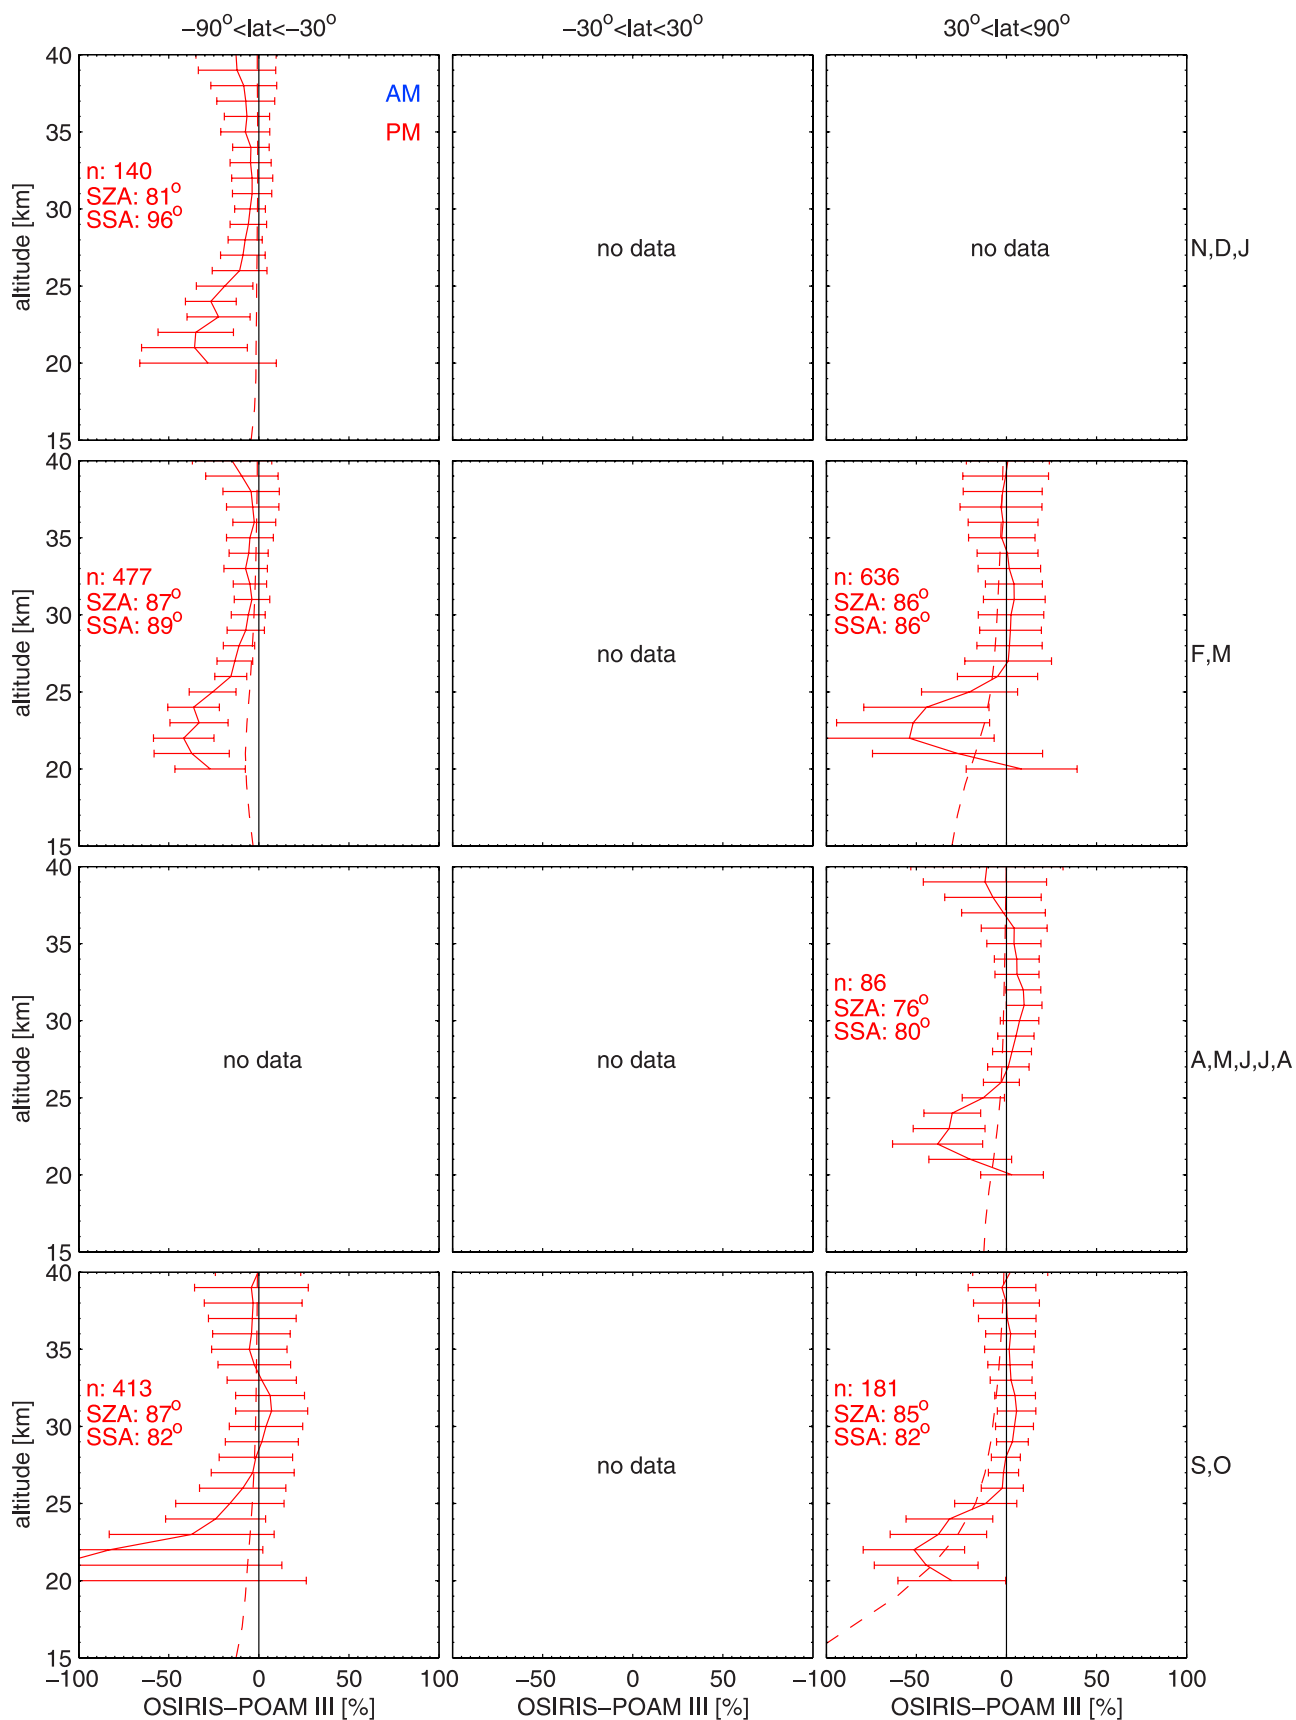 −90°<lat<−30°
−30°<lat<30°
30°<lat<90°
40
35
30
25
20
15
altitude [km]
AM
PM
n: 140
SZA: 81°
SSA: 96°
no data
no data
N,D,J
40
35
30
25
20
15
altitude [km]
n: 477
SZA: 87°
SSA: 89°
no data
n: 636
SZA: 86°
SSA: 86°
F,M
40
35
30
25
20
15
altitude [km]
no data
no data
n: 86
SZA: 76°
SSA: 80°
A,M,J,J,A
40
35
30
25
20
15
altitude [km]
n: 413
SZA: 87°
SSA: 82°
no data
n: 181
SZA: 85°
SSA: 82°
S,O
−100 −50 0 50 100
−50 0 50 100
−50 0 50 100
OSIRIS−POAM III [%]
OSIRIS−POAM III [%]
OSIRIS−POAM III [%]